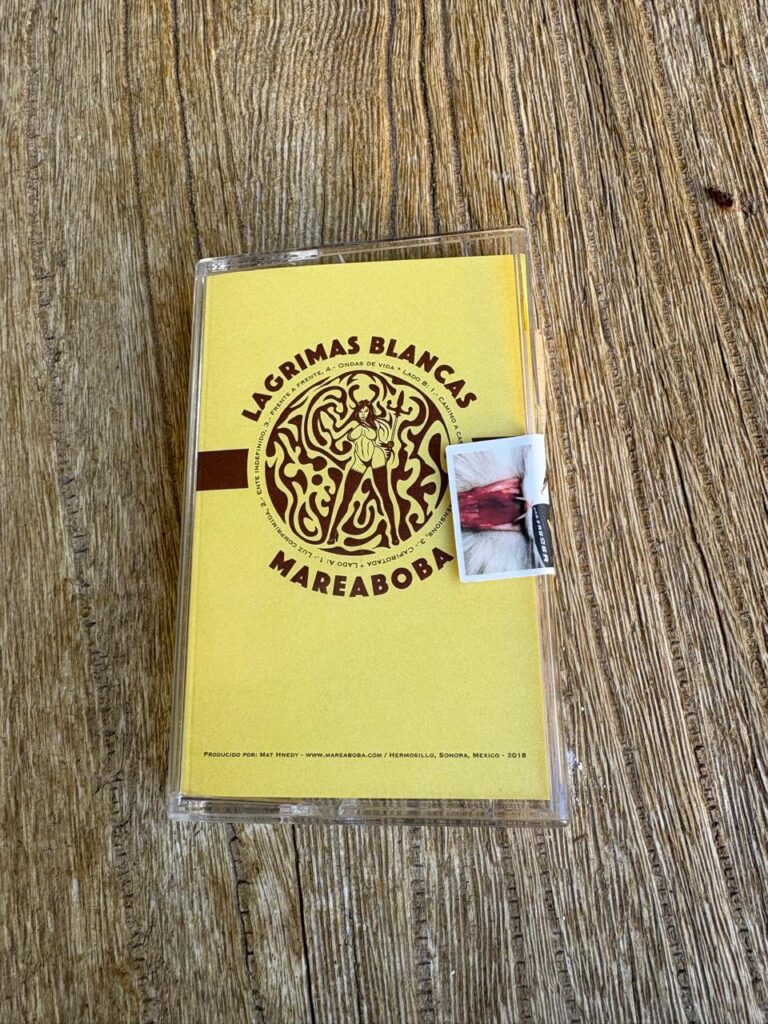 LAGRIMAS BLANCAS
LADO A: 1.- LUZ COMPRIMIDA, 2.- ENTE INDEFINIDO, 3.- FRENTE A FRENTE, 4.- ONDAS DE VIDA * LADO B: 1.- CAMINO A
3.- CAPIROTADA *
MAREABOBA
PRODUCIDO POR: MAT HNEDY - WWW.MAREABOBA.COM / HERMOSILLO, SONORA, MEXICO - 2018